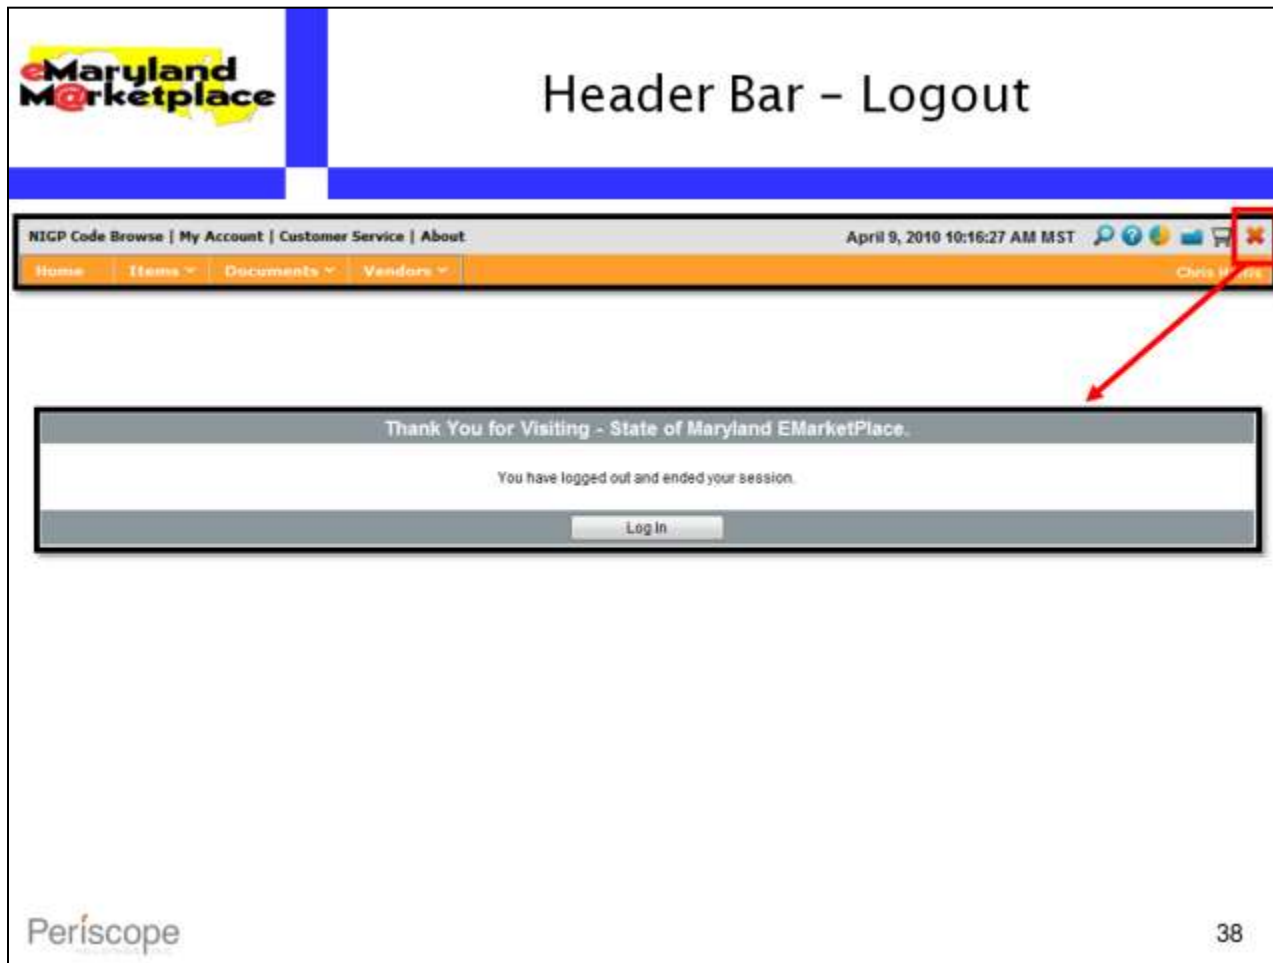 eMaryland
M@rketplace
Header Bar – Logout
NIGP Code Browse | My Account | Customer Service | About
April 9, 2010 10:16:27 AM MST
Home Items Documents Vendors
Chris
Thank You for Visiting - State of Maryland EMarketPlace.
You have logged out and ended your session.
Log In
Periscope
38